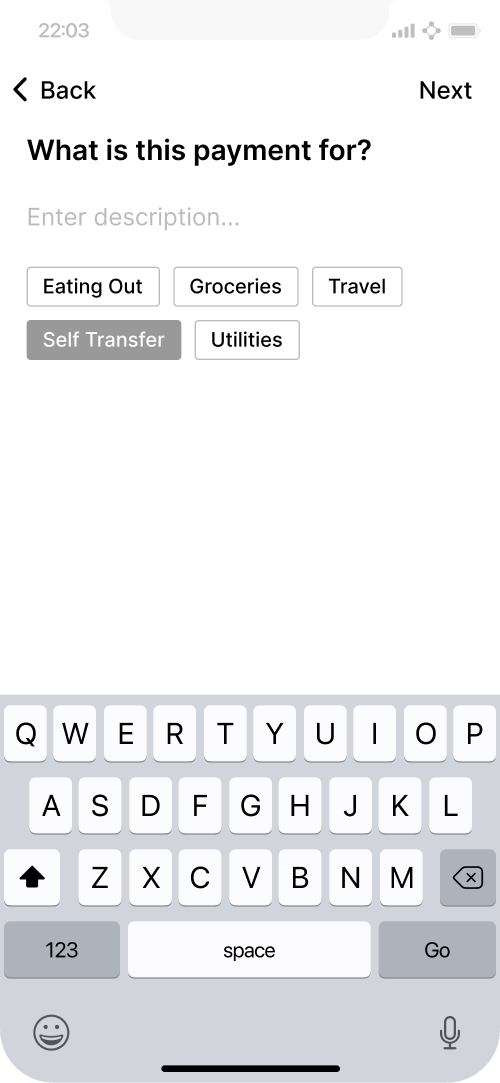 22:03
Back Next
What is this payment for?
Enter description...
Eating Out Groceries Travel
Self Transfer Utilities
Q W E R T Y U I O P
A S D F G H J K L
Z X C V B N M
123 space Go